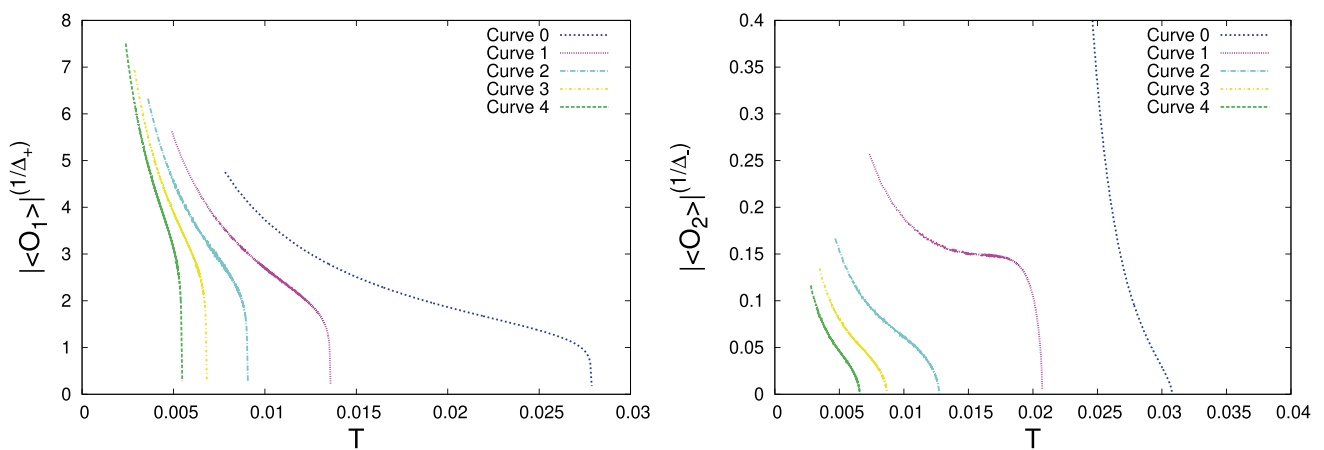 |<O1>|(1/Δ+)
8
7
6
5
4
3
2
1
0
0
0.005
0.01
0.015
0.02
0.025
0.03
T
Curve 0
Curve 1
Curve 2
Curve 3
Curve 4
|<O2>|(1/Δ-)
0.4
0.35
0.3
0.25
0.2
0.15
0.1
0.05
0
0
0.005
0.01
0.015
0.02
0.025
0.03
0.035
0.04
T
Curve 0
Curve 1
Curve 2
Curve 3
Curve 4